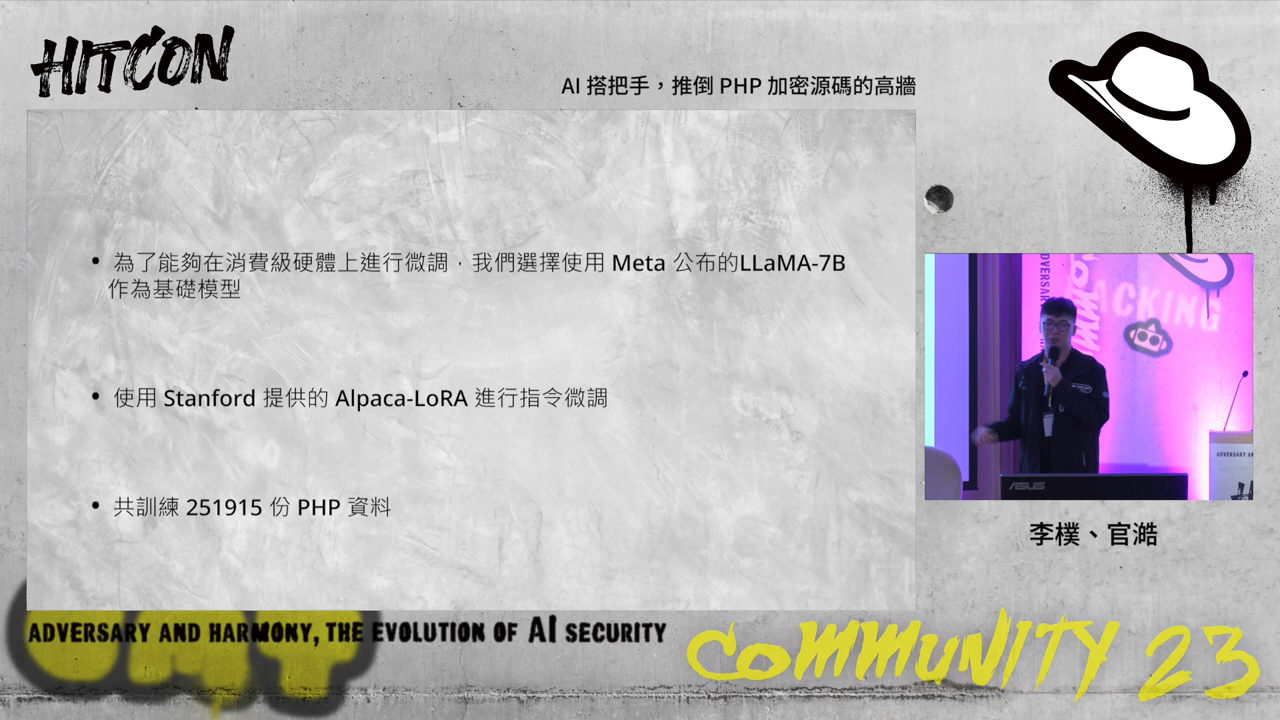 HITCON
AI 搭把手，推倒 PHP 加密源碼的高牆
• 為了能夠在消費級硬體上進行微調，我們選擇使用 Meta 公布的LLaMA-7B
作為基礎模型
• 使用 Stanford 提供的 Alpaca-LoRA 進行指令微調
• 共訓練 251915 份 PHP 資料
ADVERSARY
ACKING
ASUS
ADVERSARY AN
李樸、官澔
ADVERSARY AND HARMONY, THE EVOLUTION OF AI SECURITY
COMMUNITY 23